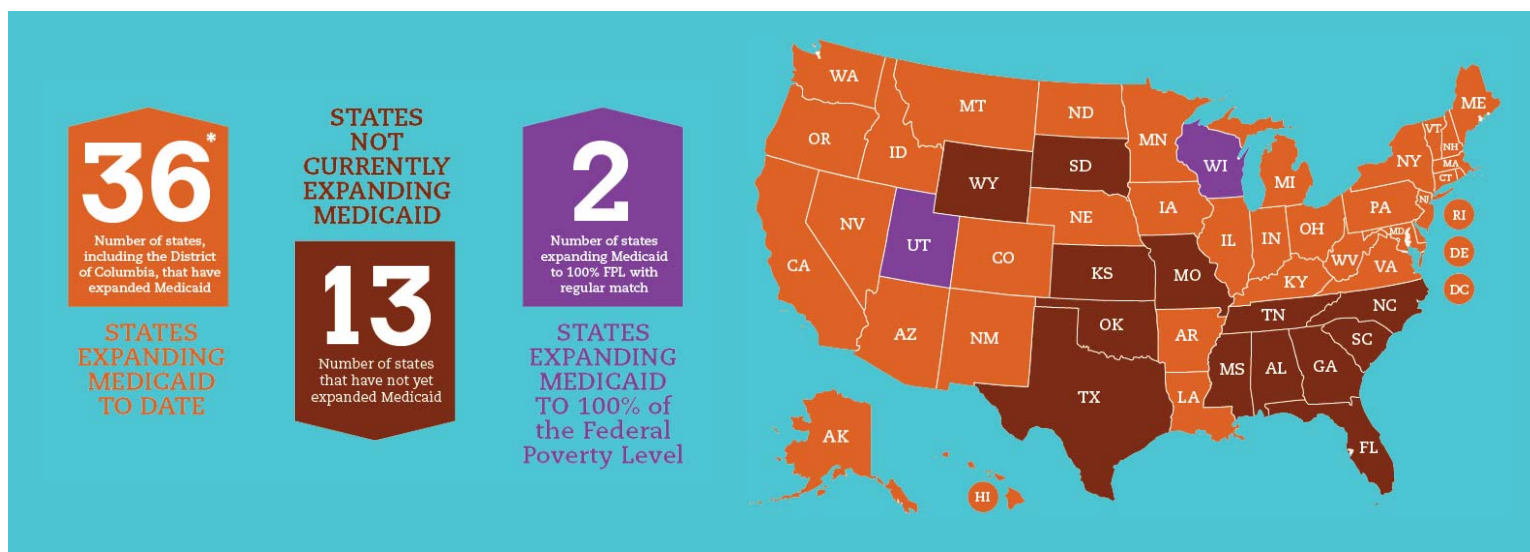 36*
Number of states,
including the District
of Columbia, that have
expanded Medicaid
STATES
EXPANDING
MEDICAID
TO DATE
STATES
NOT
CURRENTLY
EXPANDING
MEDICAID
13
Number of states
that have not yet
expanded Medicaid
2
Number of states
expanding Medicaid
to 100% FPL with
regular match
STATES
EXPANDING
MEDICAID
TO 100% of
the Federal
Poverty Level
WA
MT
ND
MN
OR
ID
WY
SD
WI
MI
NY
VT
NH
ME
MA
CT
RI
NV
UT
CO
NE
IA
IL
IN
OH
PA
NJ
MD
DE
DC
CA
KS
MO
KY
WV
VA
AZ
NM
OK
AR
TN
NC
SC
TX
LA
MS
AL
GA
FL
AK
HI